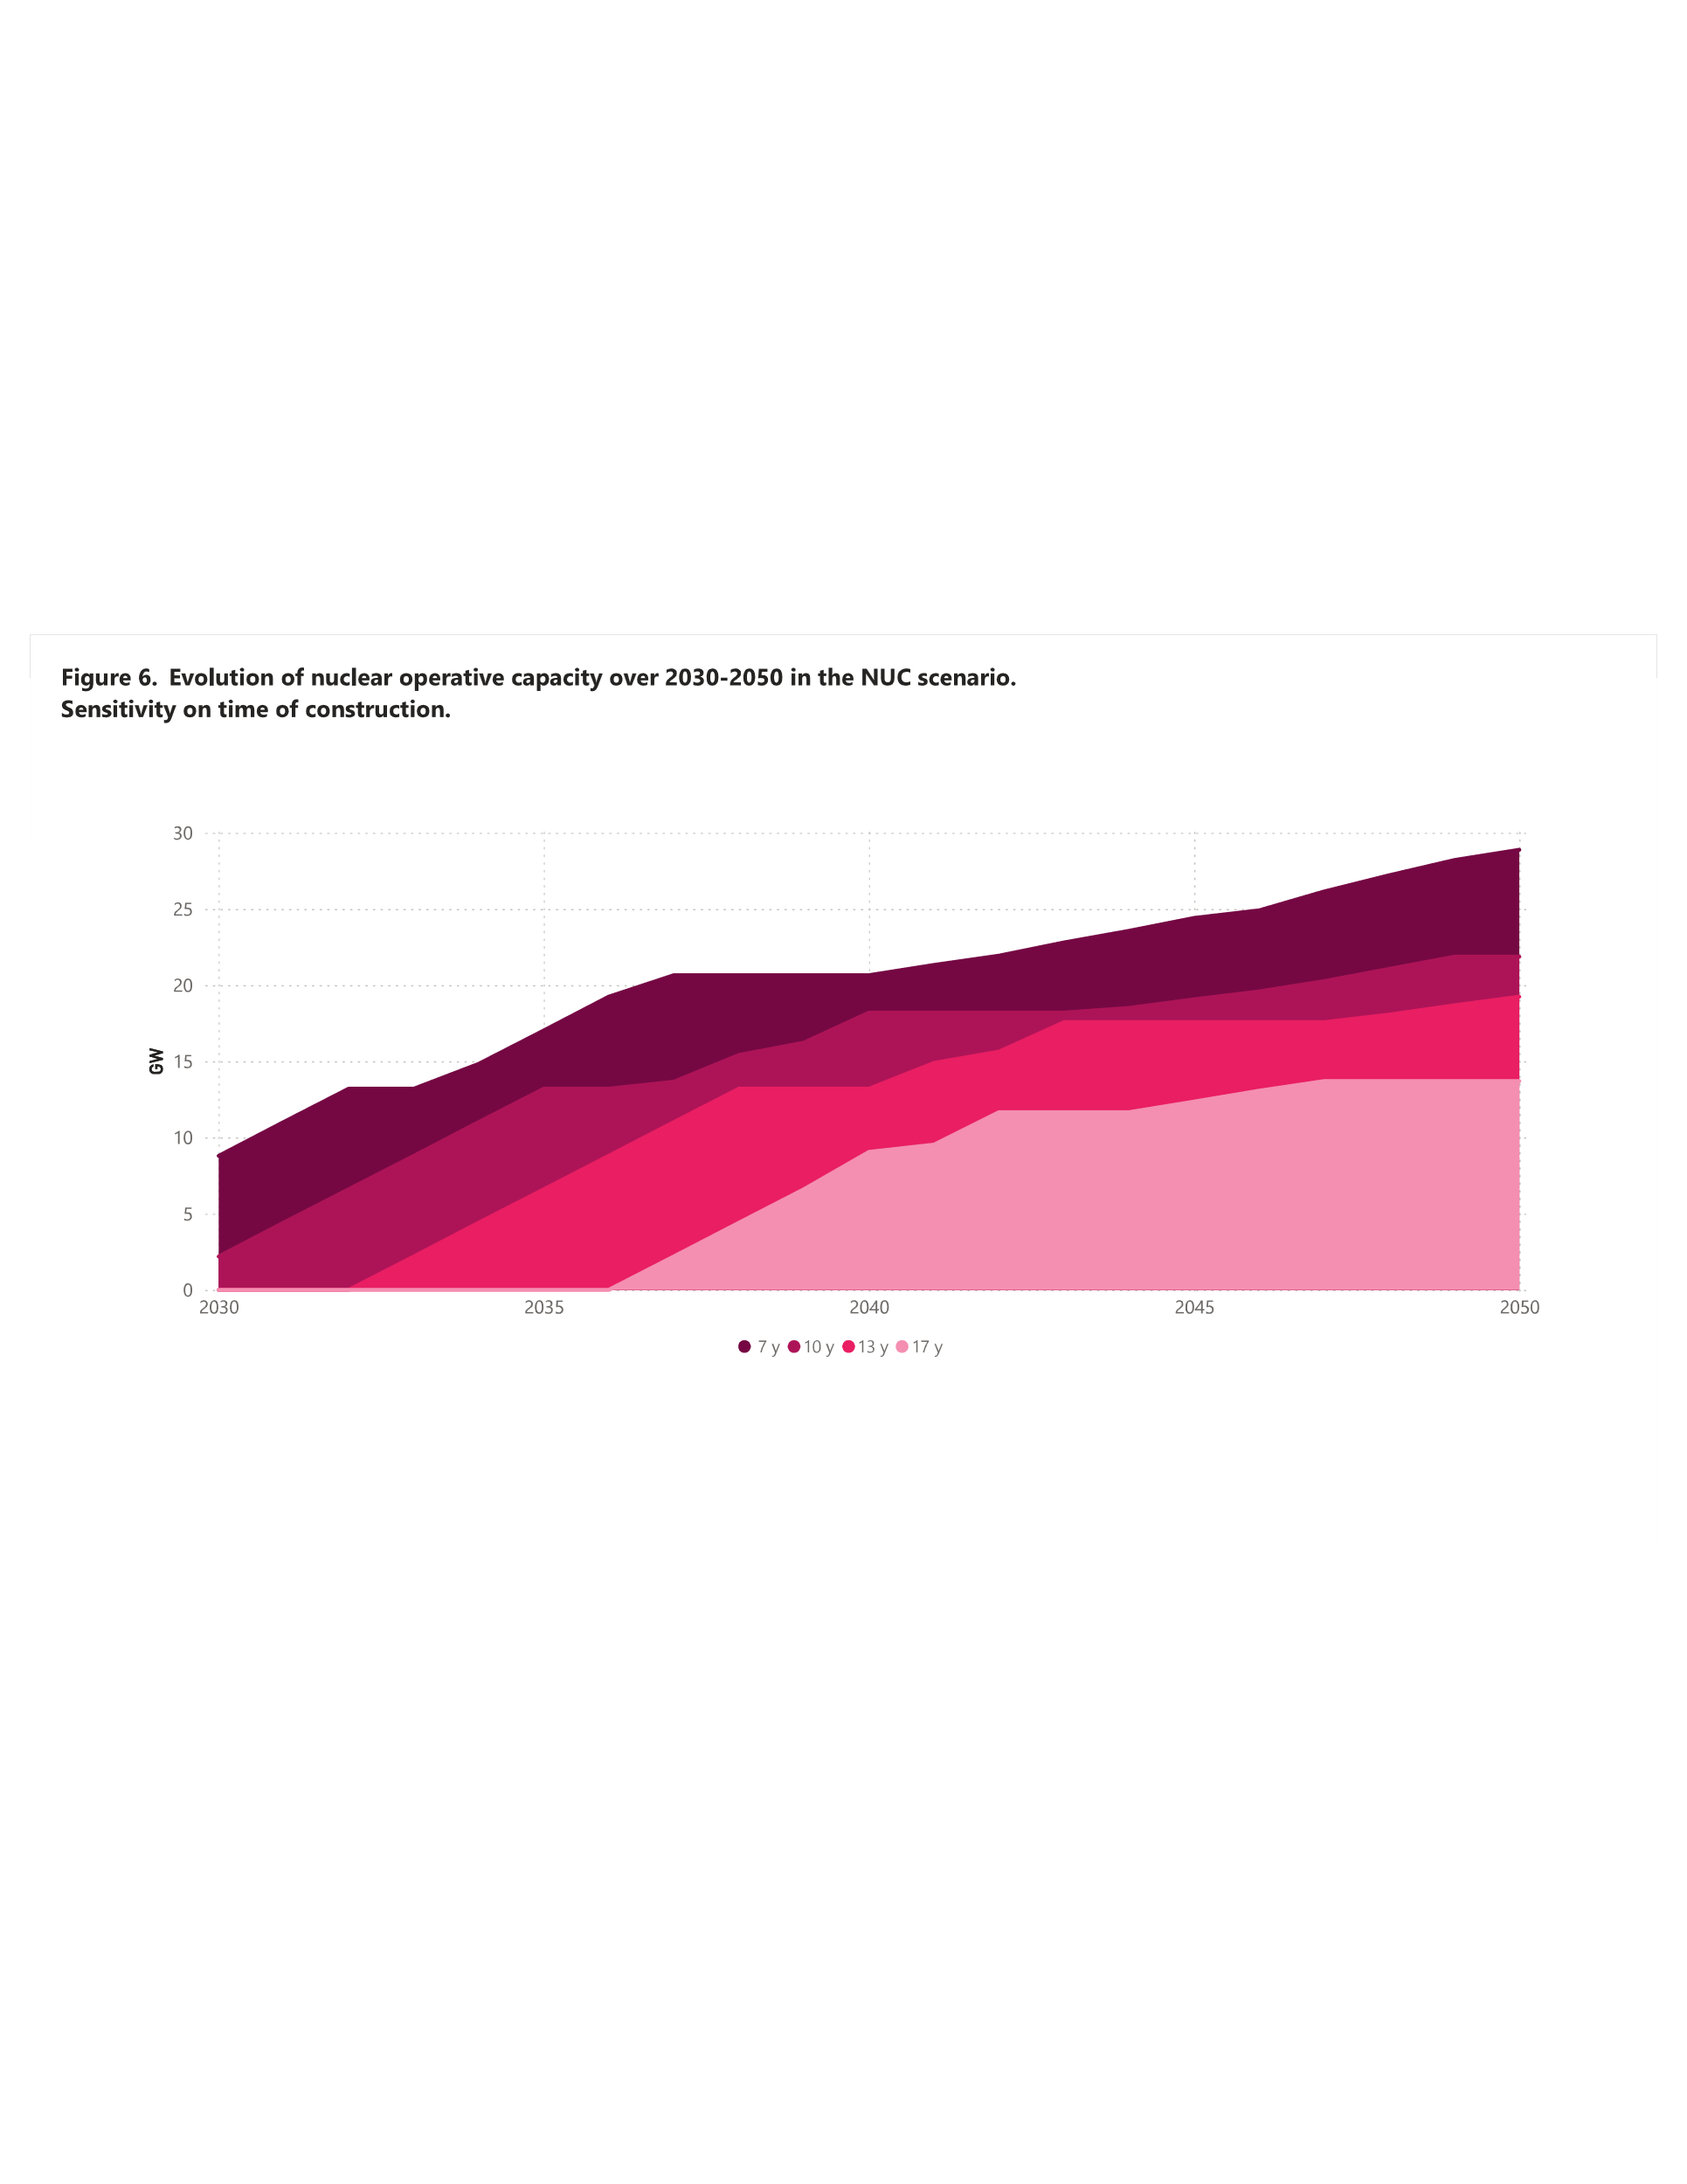 Figure 6. Evolution of nuclear operative capacity over 2030-2050 in the NUC scenario.
Sensitivity on time of construction.
30
25
20
15
10
5
0
GW
2030 2035 2040 2045 2050
7 y 10 y 13 y 17 y